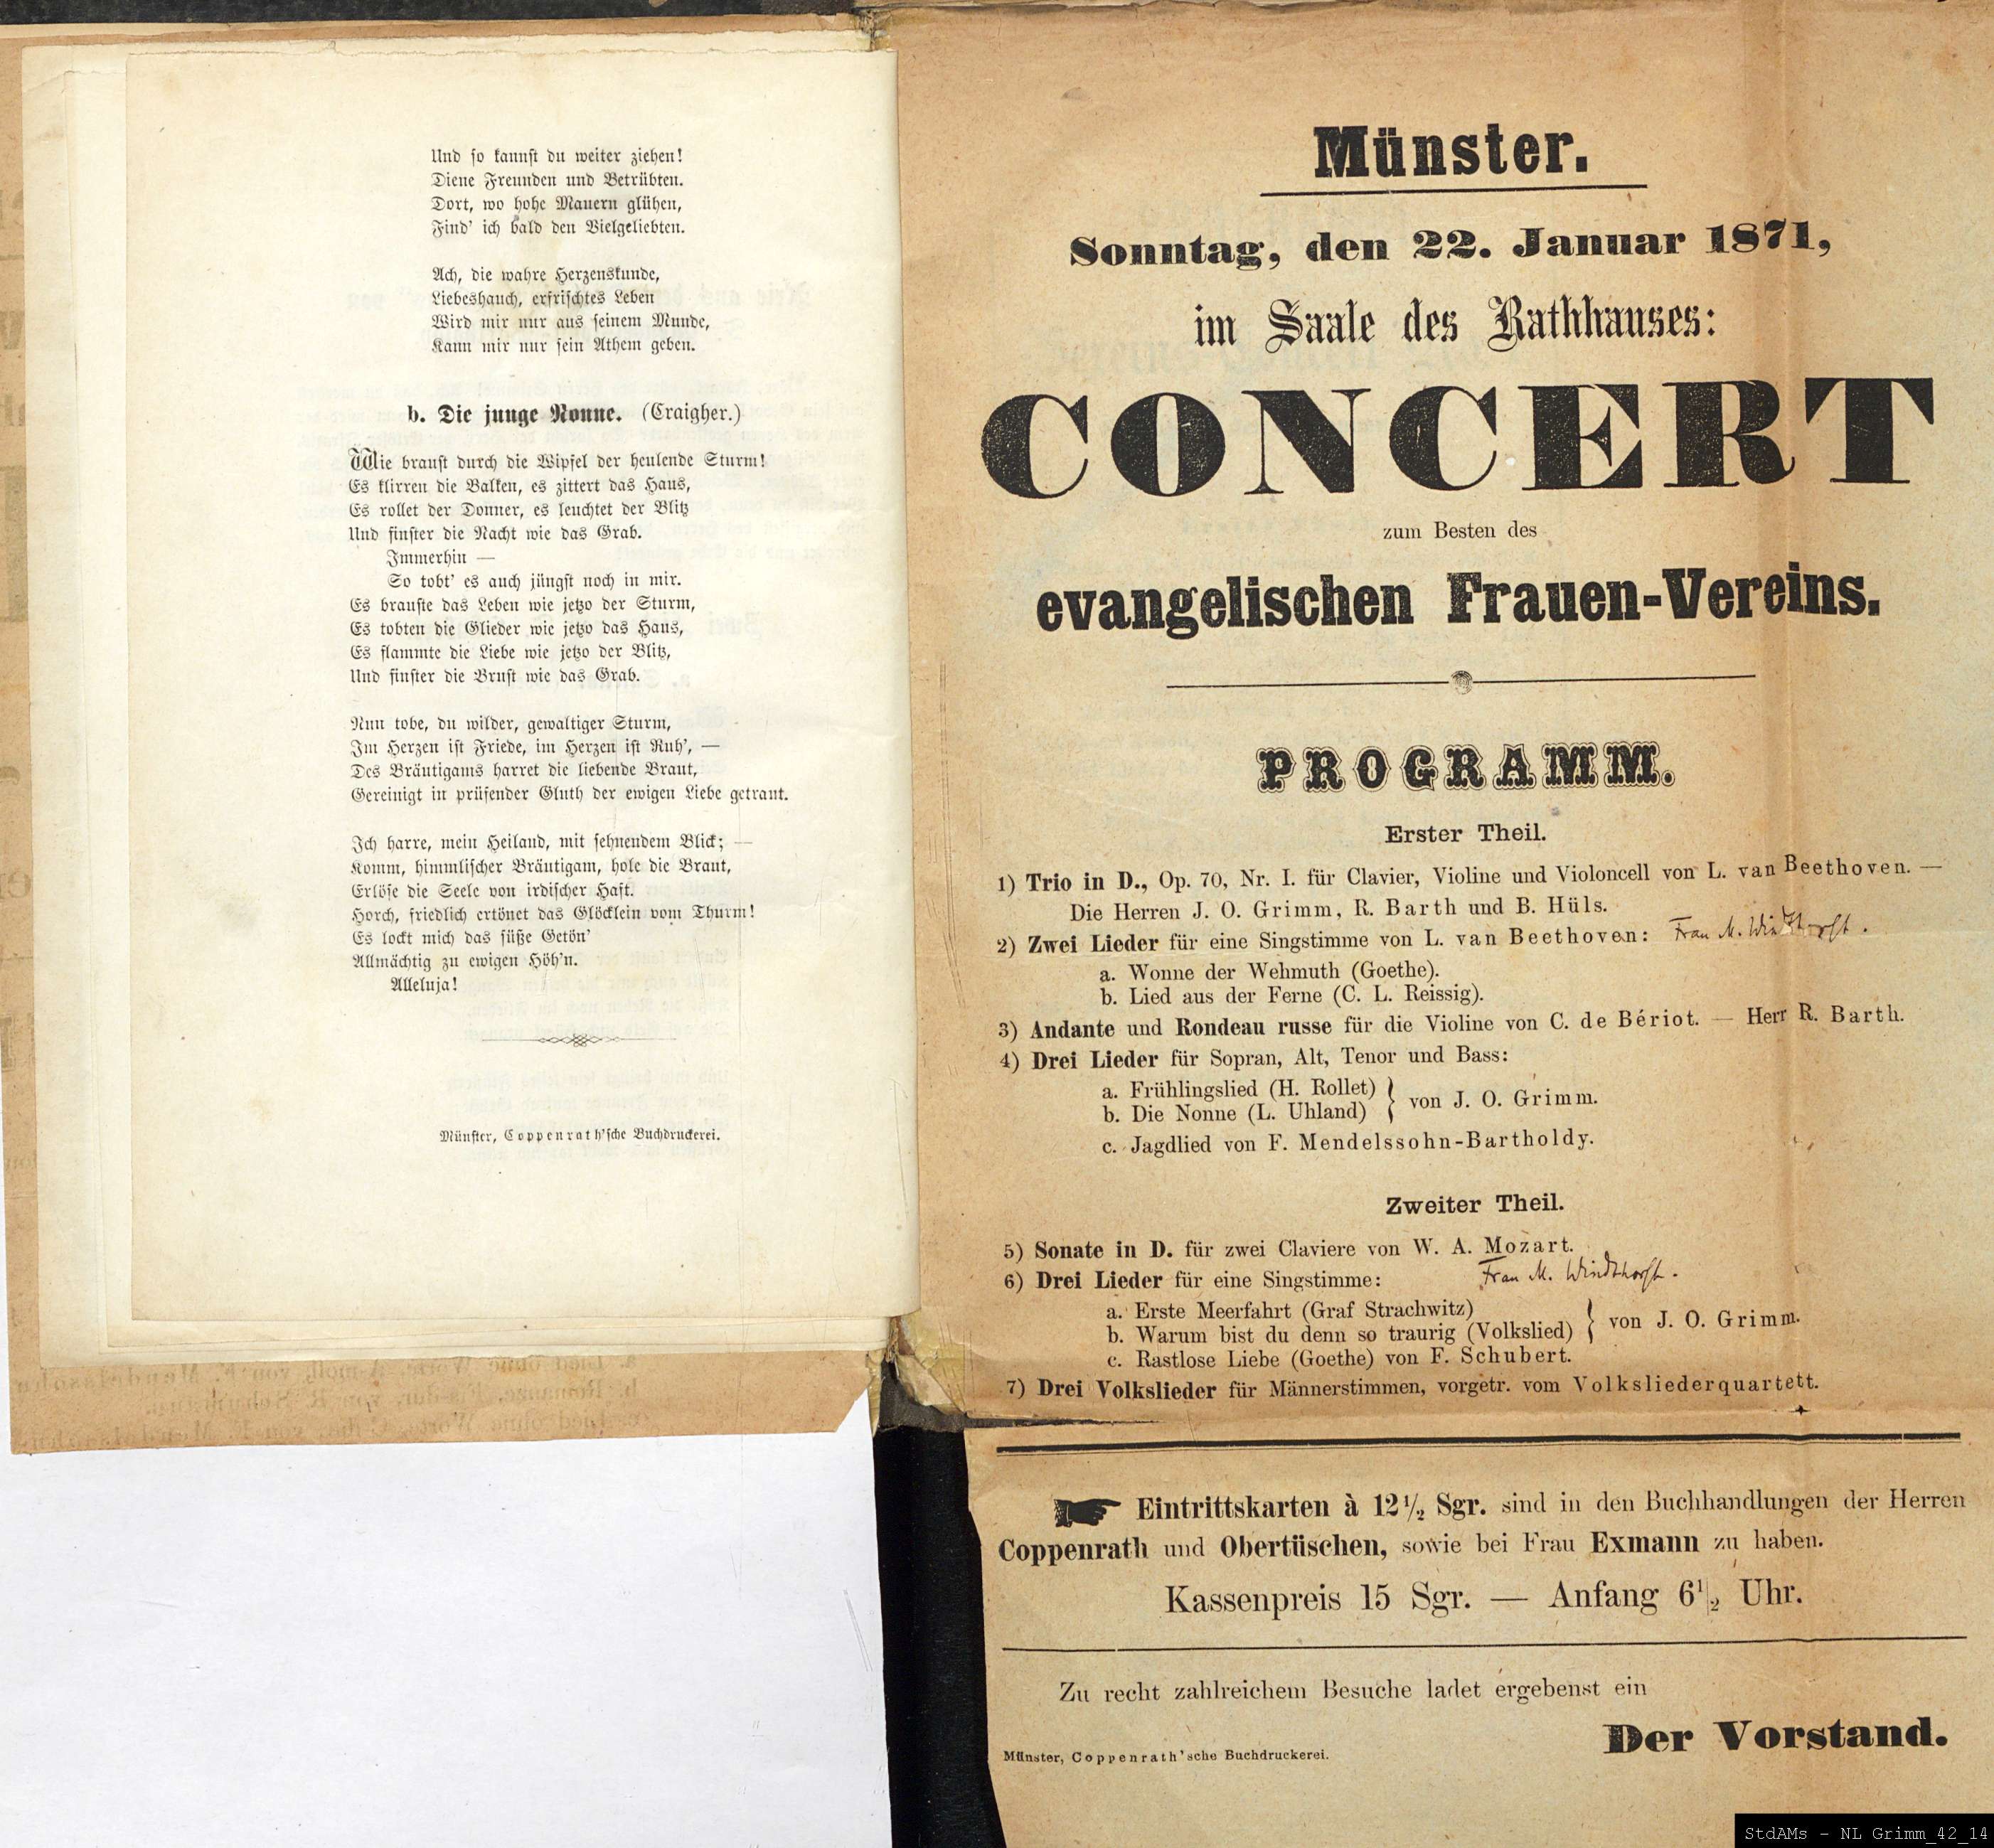 Und so kannst du weiter ziehen!
Diene Freunden und Betrübten.
Dort, wo hohe Mauern glühen,
Find' ich bald den Vielgeliebten.
Ach, die wahre Herzenskunde,
Liebeshauch, erfrischtes Leben
Wird mir nur aus seinem Munde,
Kann mir nur sein Athem geben.
b. Die junge Nonne. (Craigher.)
Wie braust durch die Wipfel der heulende Sturm!
Es klirren die Balken, es zittert das Haus,
Es rollet der Donner, es leuchtet der Blitz
Und finster die Nacht wie das Grab.
Immerhin —
So tobt' es auch jüngst noch in mir.
Es brauste das Leben wie jetzo der Sturm,
Es tobten die Glieder wie jetzo das Haus,
Es flammte die Liebe wie jetzo der Blitz,
Und finster die Brust wie das Grab.
Nun tobe, du wilder, gewaltiger Sturm,
Im Herzen ist Friede, im Herzen ist Ruh', —
Des Bräutigams harret die liebende Braut,
Gereinigt in prüfender Gluth der ewigen Liebe getraut.
Ich harre, mein Heiland, mit sehnendem Blick; —
Komm, himmlischer Bräutigam, hole die Braut,
Erlöse die Seele von irdischer Haft.
Horch, friedlich ertönet das Glöcklein vom Thurm!
Es lockt mich das süße Getön'
Allmächtig zu ewigen Höh'n.
Alleluja!
Münster, Coppenrath'sche Buchdruckerei.
Münster.
Sonntag, den 22. Januar 1871,
im Saale des Rathhauses:
CONCERT
zum Besten des
evangelischen Frauen-Vereins.
PROGRAMM.
Erster Theil.
1) Trio in D., Op. 70, Nr. I. für Clavier, Violine und Violoncell von L. van Beethoven. —
Die Herren J. O. Grimm, R. Barth und B. Hüls.
2) Zwei Lieder für eine Singstimme von L. van Beethoven: Frau M. Windthorst.
a. Wonne der Wehmuth (Goethe).
b. Lied aus der Ferne (C. L. Reissig).
3) Andante und Rondeau russe für die Violine von C. de Bériot. — Herr R. Barth.
4) Drei Lieder für Sopran, Alt, Tenor und Bass:
a. Frühlingslied (H. Rollet)
b. Die Nonne (L. Uhland) } von J. O. Grimm.
c. Jagdlied von F. Mendelssohn-Bartholdy.
Zweiter Theil.
5) Sonate in D. für zwei Claviere von W. A. Mozart.
6) Drei Lieder für eine Singstimme: Frau M. Windthorst.
a. Erste Meerfahrt (Graf Strachwitz)
b. Warum bist du denn so traurig (Volkslied) } von J. O. Grimm.
c. Rastlose Liebe (Goethe) von F. Schubert.
7) Drei Volkslieder für Männerstimmen, vorgetr. vom Volksliederquartett.
Eintrittskarten à 12½ Sgr. sind in den Buchhandlungen der Herren
Coppenrath und Obertüschen, sowie bei Frau Exmann zu haben.
Kassenpreis 15 Sgr. — Anfang 6½ Uhr.
Zu recht zahlreichem Besuche ladet ergebenst ein
Der Vorstand.
Münster, Coppenrath'sche Buchdruckerei.
StdAMs - NL Grimm_42_14